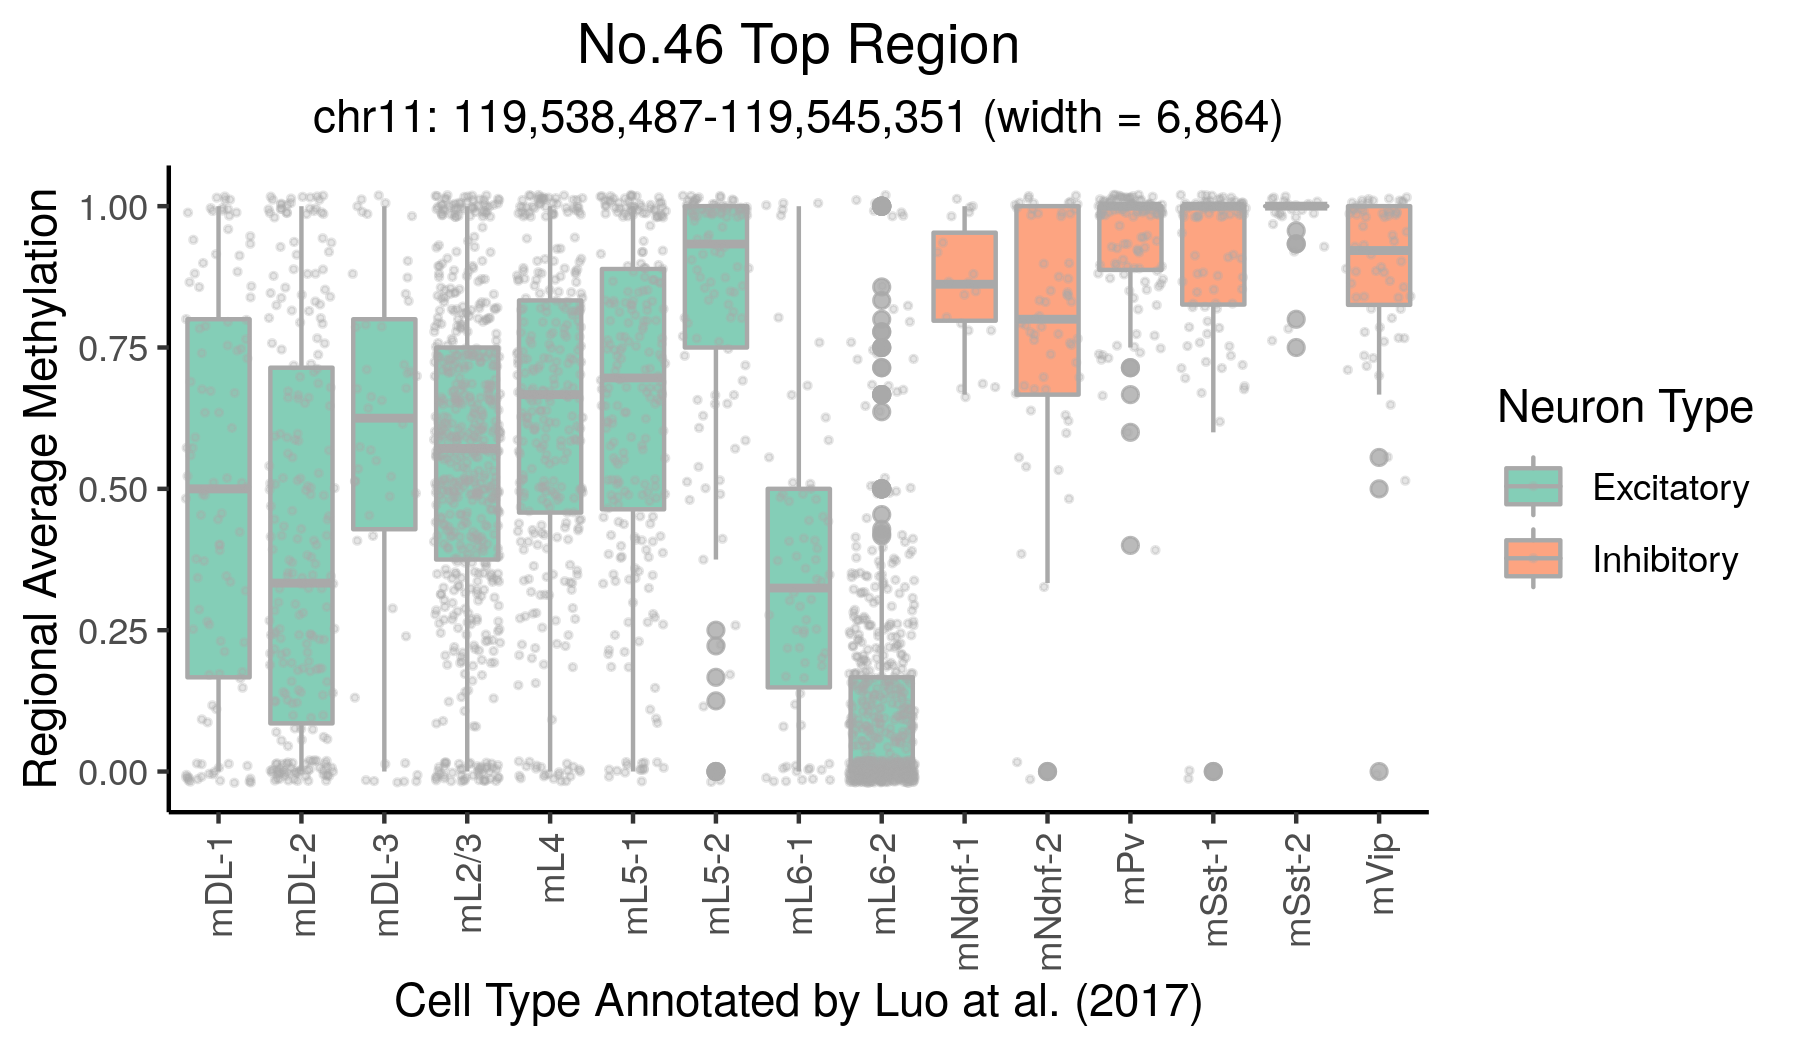 No.46 Top Region
chr11: 119,538,487-119,545,351 (width = 6,864)
Regional Average Methylation
1.00
0.75
0.50
0.25
0.00
mDL-1
mDL-2
mDL-3
mL2/3
mL4
mL5-1
mL5-2
mL6-1
mL6-2
mNdnf-1
mNdnf-2
mPv
mSst-1
mSst-2
mVip
Cell Type Annotated by Luo at al. (2017)
Neuron Type
Excitatory
Inhibitory